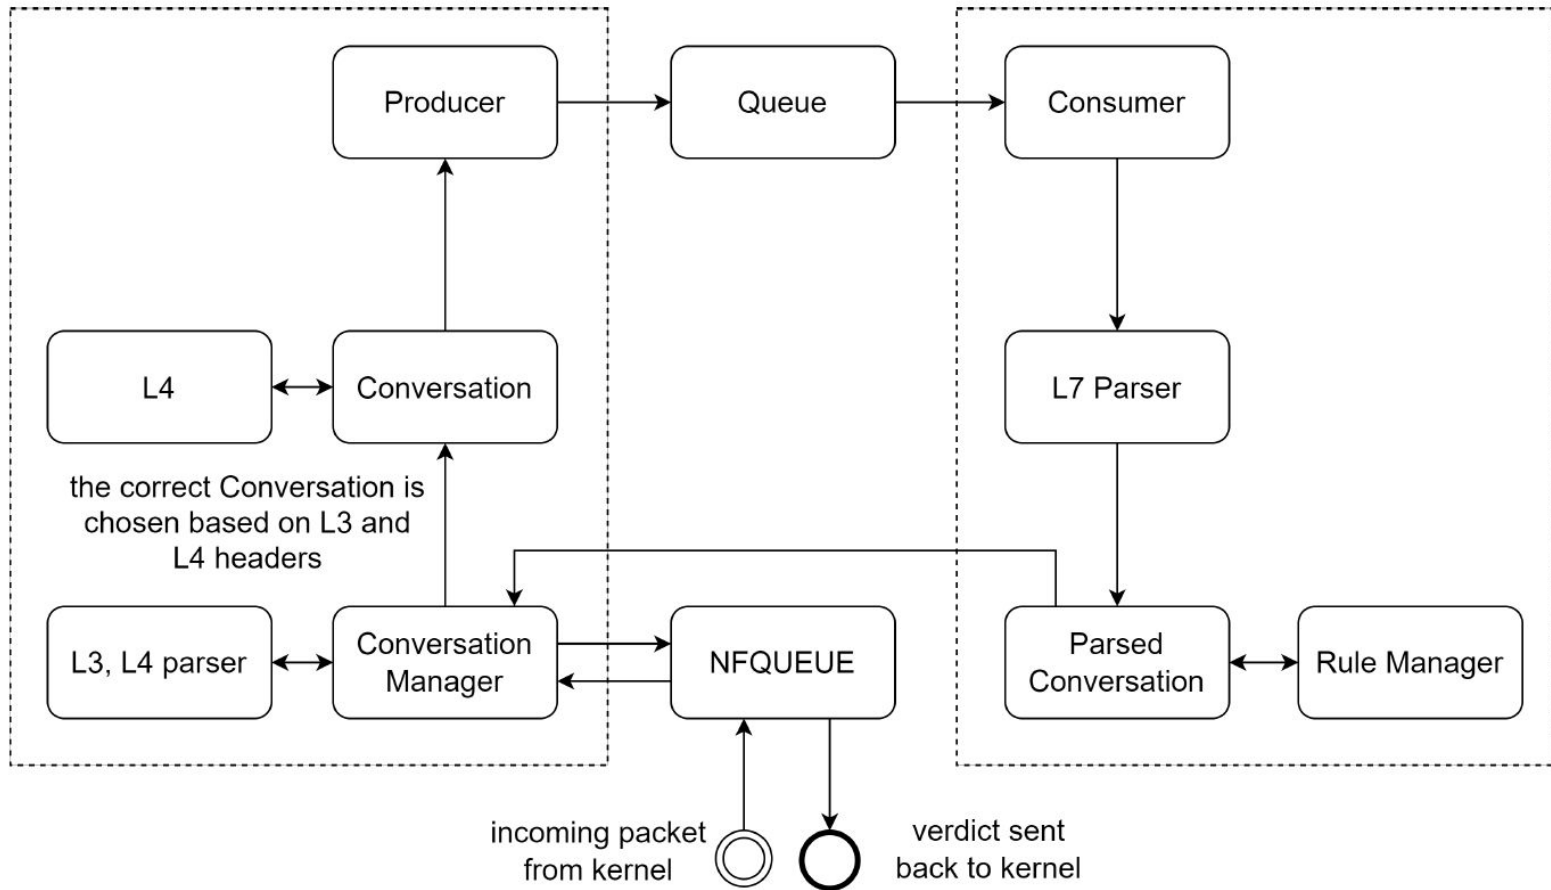 Producer
Queue
Consumer
L4
Conversation
L7 Parser
the correct Conversation is
chosen based on L3 and
L4 headers
L3, L4 parser
Conversation
Manager
NFQUEUE
Parsed
Conversation
Rule Manager
incoming packet
from kernel
verdict sent
back to kernel